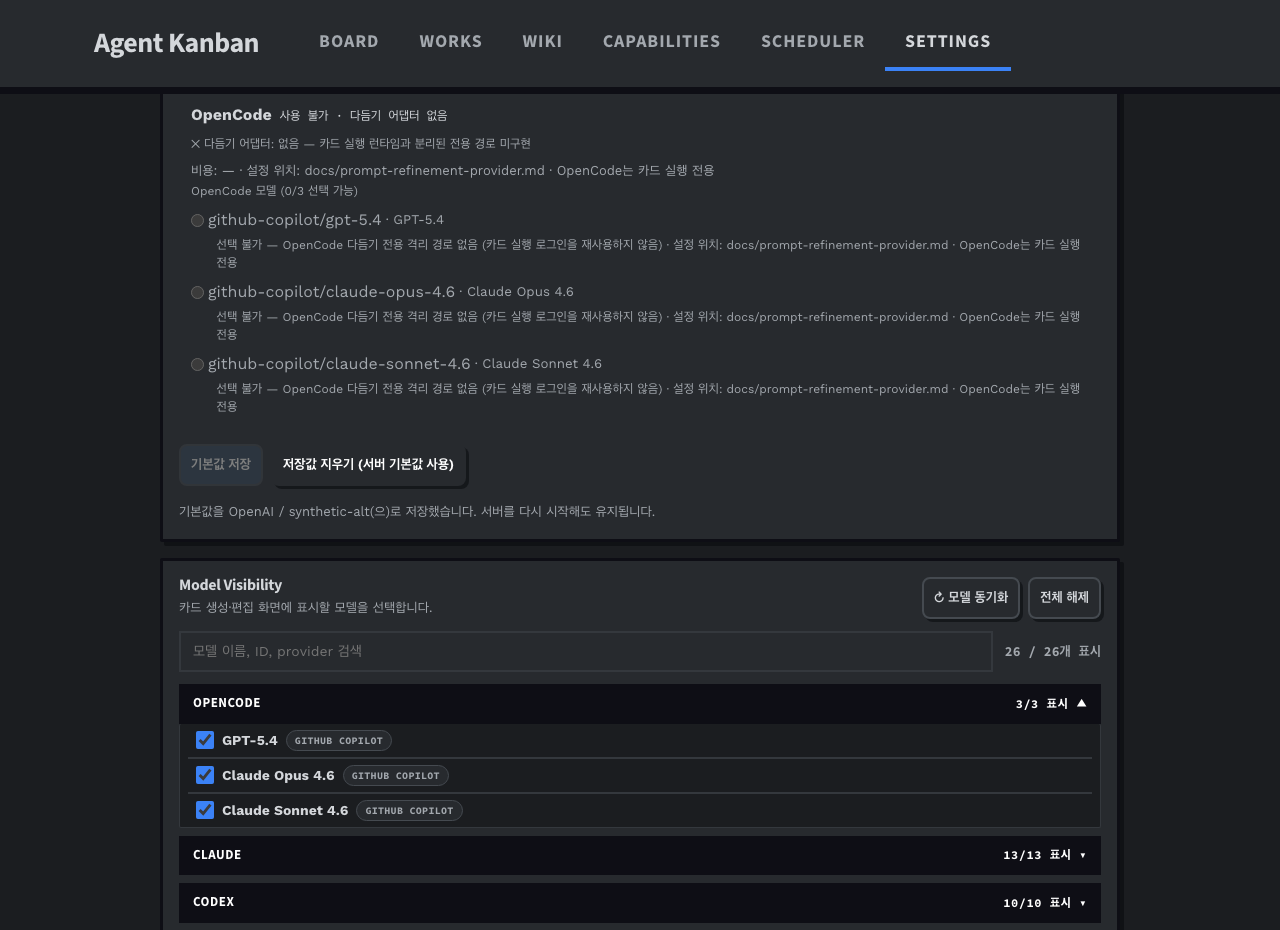 Agent Kanban
BOARD
WORKS
WIKI
CAPABILITIES
SCHEDULER
SETTINGS
OpenCode 사용 불가 · 다듬기 어댑터 없음
✕ 다듬기 어댑터: 없음 — 카드 실행 런타임과 분리된 전용 경로 미구현
비용: — · 설정 위치: docs/prompt-refinement-provider.md · OpenCode는 카드 실행 전용
OpenCode 모델 (0/3 선택 가능)
github-copilot/gpt-5.4 · GPT-5.4
선택 불가 — OpenCode 다듬기 전용 격리 경로 없음 (카드 실행 로그인을 재사용하지 않음) · 설정 위치: docs/prompt-refinement-provider.md · OpenCode는 카드 실행
전용
github-copilot/claude-opus-4.6 · Claude Opus 4.6
선택 불가 — OpenCode 다듬기 전용 격리 경로 없음 (카드 실행 로그인을 재사용하지 않음) · 설정 위치: docs/prompt-refinement-provider.md · OpenCode는 카드 실행
전용
github-copilot/claude-sonnet-4.6 · Claude Sonnet 4.6
선택 불가 — OpenCode 다듬기 전용 격리 경로 없음 (카드 실행 로그인을 재사용하지 않음) · 설정 위치: docs/prompt-refinement-provider.md · OpenCode는 카드 실행
전용
기본값 저장
저장값 지우기 (서버 기본값 사용)
기본값을 OpenAI / synthetic-alt(으)로 저장했습니다. 서버를 다시 시작해도 유지됩니다.
Model Visibility
카드 생성·편집 화면에 표시할 모델을 선택합니다.
↻ 모델 동기화
전체 해제
모델 이름, ID, provider 검색
26 / 26개 표시
OPENCODE
3/3 표시 ▲
GPT-5.4 GITHUB COPILOT
Claude Opus 4.6 GITHUB COPILOT
Claude Sonnet 4.6 GITHUB COPILOT
CLAUDE
13/13 표시 ▾
CODEX
10/10 표시 ▾